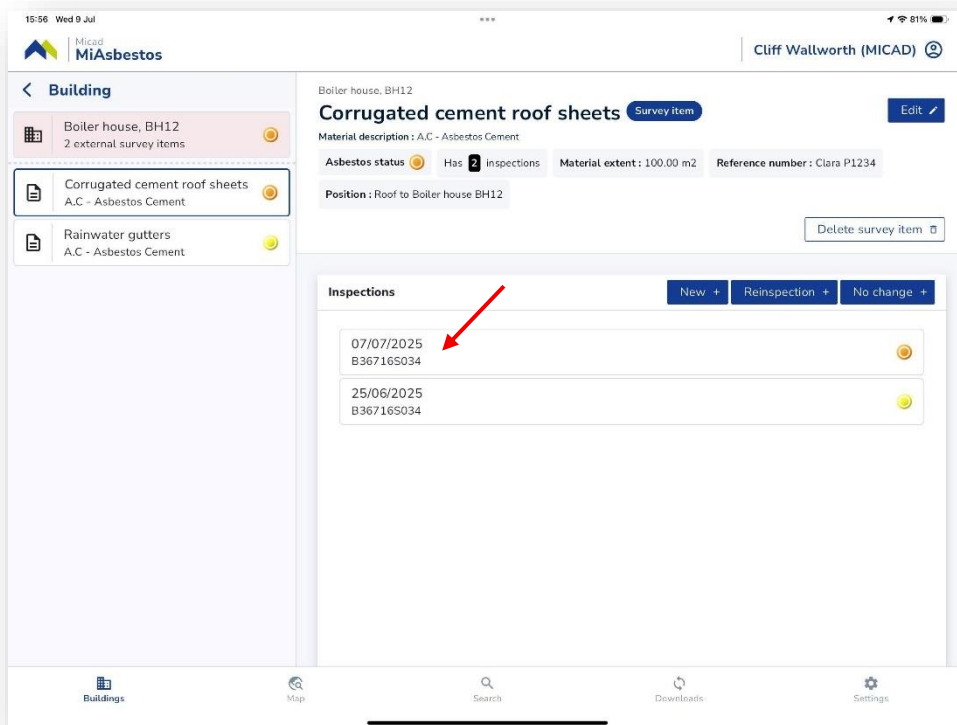 15:56 Wed 9 Jul
81%
Micad
MiAsbestos
Cliff Wallworth (MICAD)
Building
Boiler house, BH12
2 external survey items
Corrugated cement roof sheets
A.C - Asbestos Cement
Rainwater gutters
A.C - Asbestos Cement
Boiler house, BH12
Corrugated cement roof sheets Survey item
Edit
Material description : A.C - Asbestos Cement
Asbestos status Has 2 inspections Material extent : 100.00 m2 Reference number : Clara P1234
Position : Roof to Boiler house BH12
Delete survey item
Inspections New + Reinspection + No change +
07/07/2025
B36716S034
25/06/2025
B36716S034
Buildings Map Search Downloads Settings